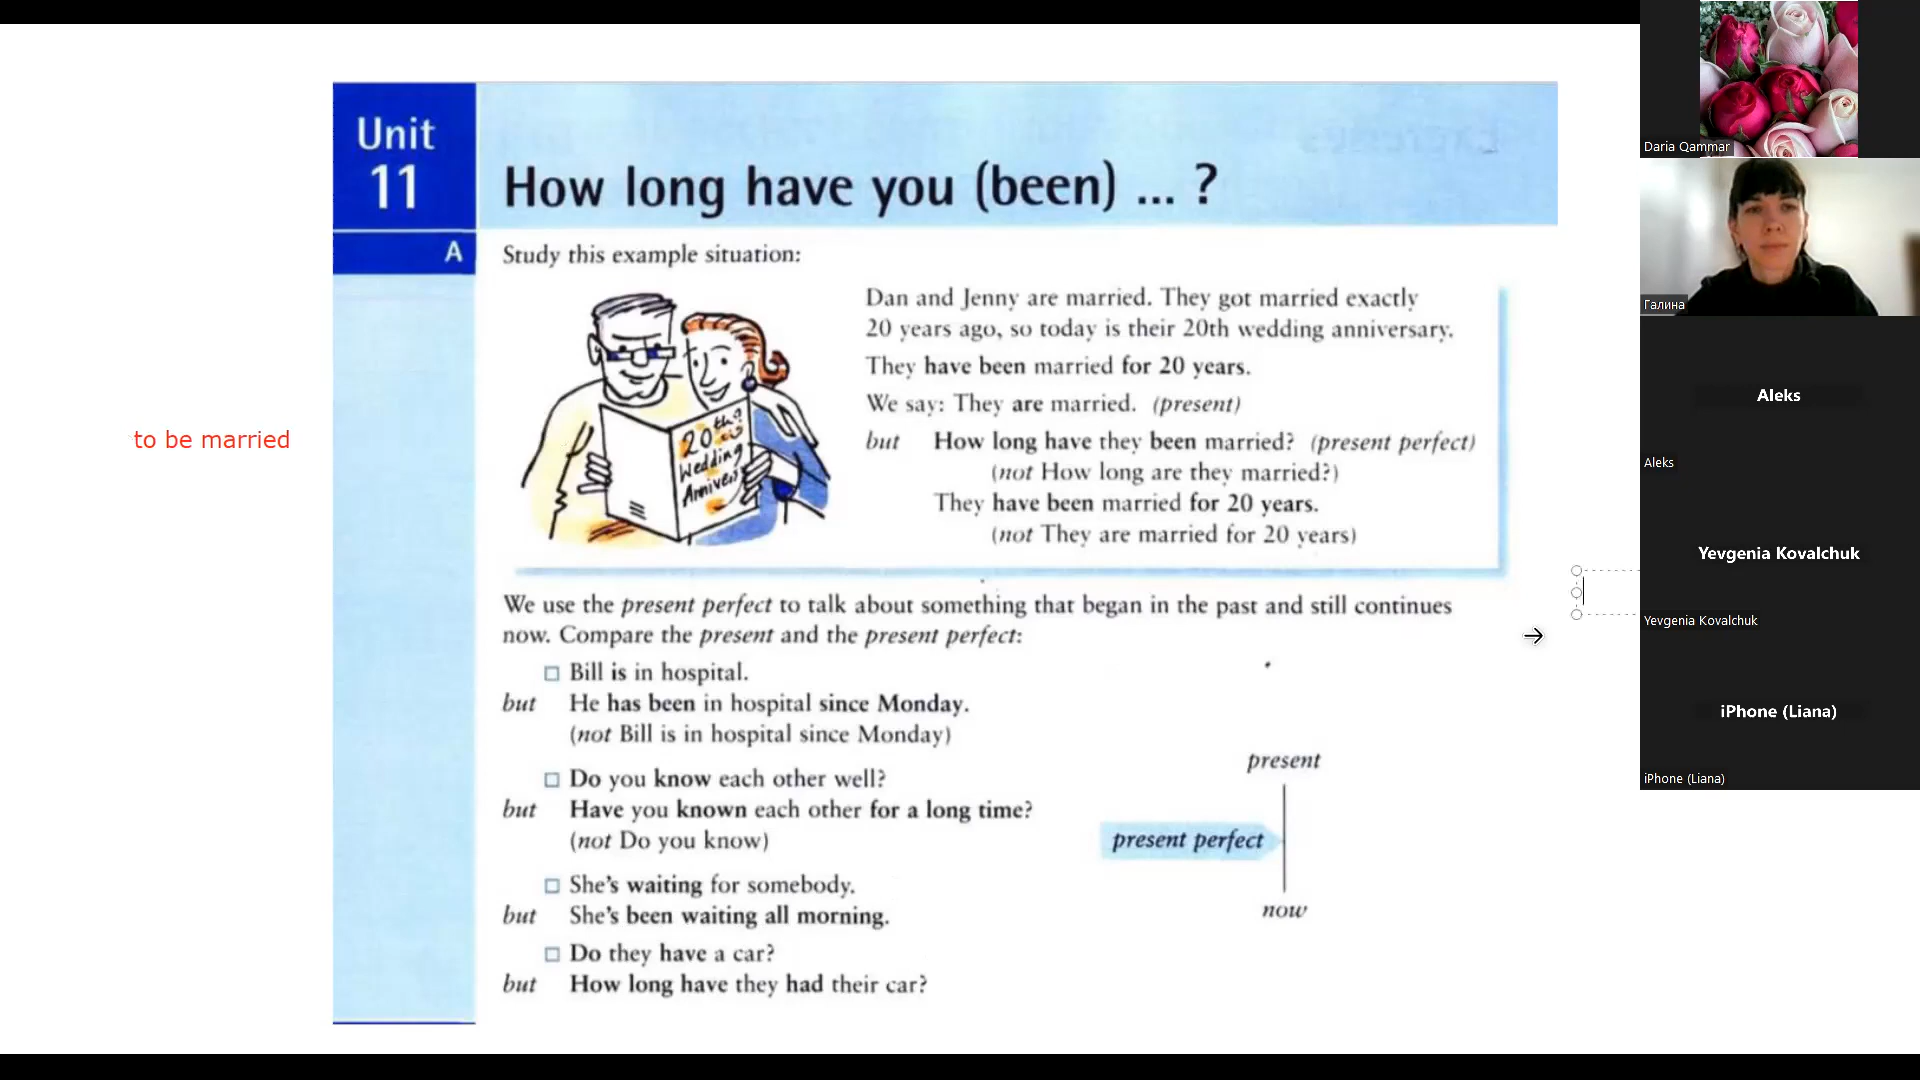 Unit
11
How long have you (been) ... ?
A
Study this example situation:
Dan and Jenny are married. They got married exactly
20 years ago, so today is their 20th wedding anniversary.
They have been married for 20 years.
We say: They are married. (present)
but How long have they been married? (present perfect)
(not How long are they married?)
They have been married for 20 years.
(not They are married for 20 years)
20th
Wedding
to be married
We use the present perfect to talk about something that began in the past and still continues
now. Compare the present and the present perfect:
Bill is in hospital.
but He has been in hospital since Monday.
(not Bill is in hospital since Monday)
Do you know each other well?
but Have you known each other for a long time?
(not Do you know)
She's waiting for somebody.
but She's been waiting all morning.
Do they have a car?
but How long have they had their car?
present
present perfect
now
Daria Qammar
Галина
Aleks
Aleks
Yevgenia Kovalchuk
Yevgenia Kovalchuk
iPhone (Liana)
iPhone (Liana)